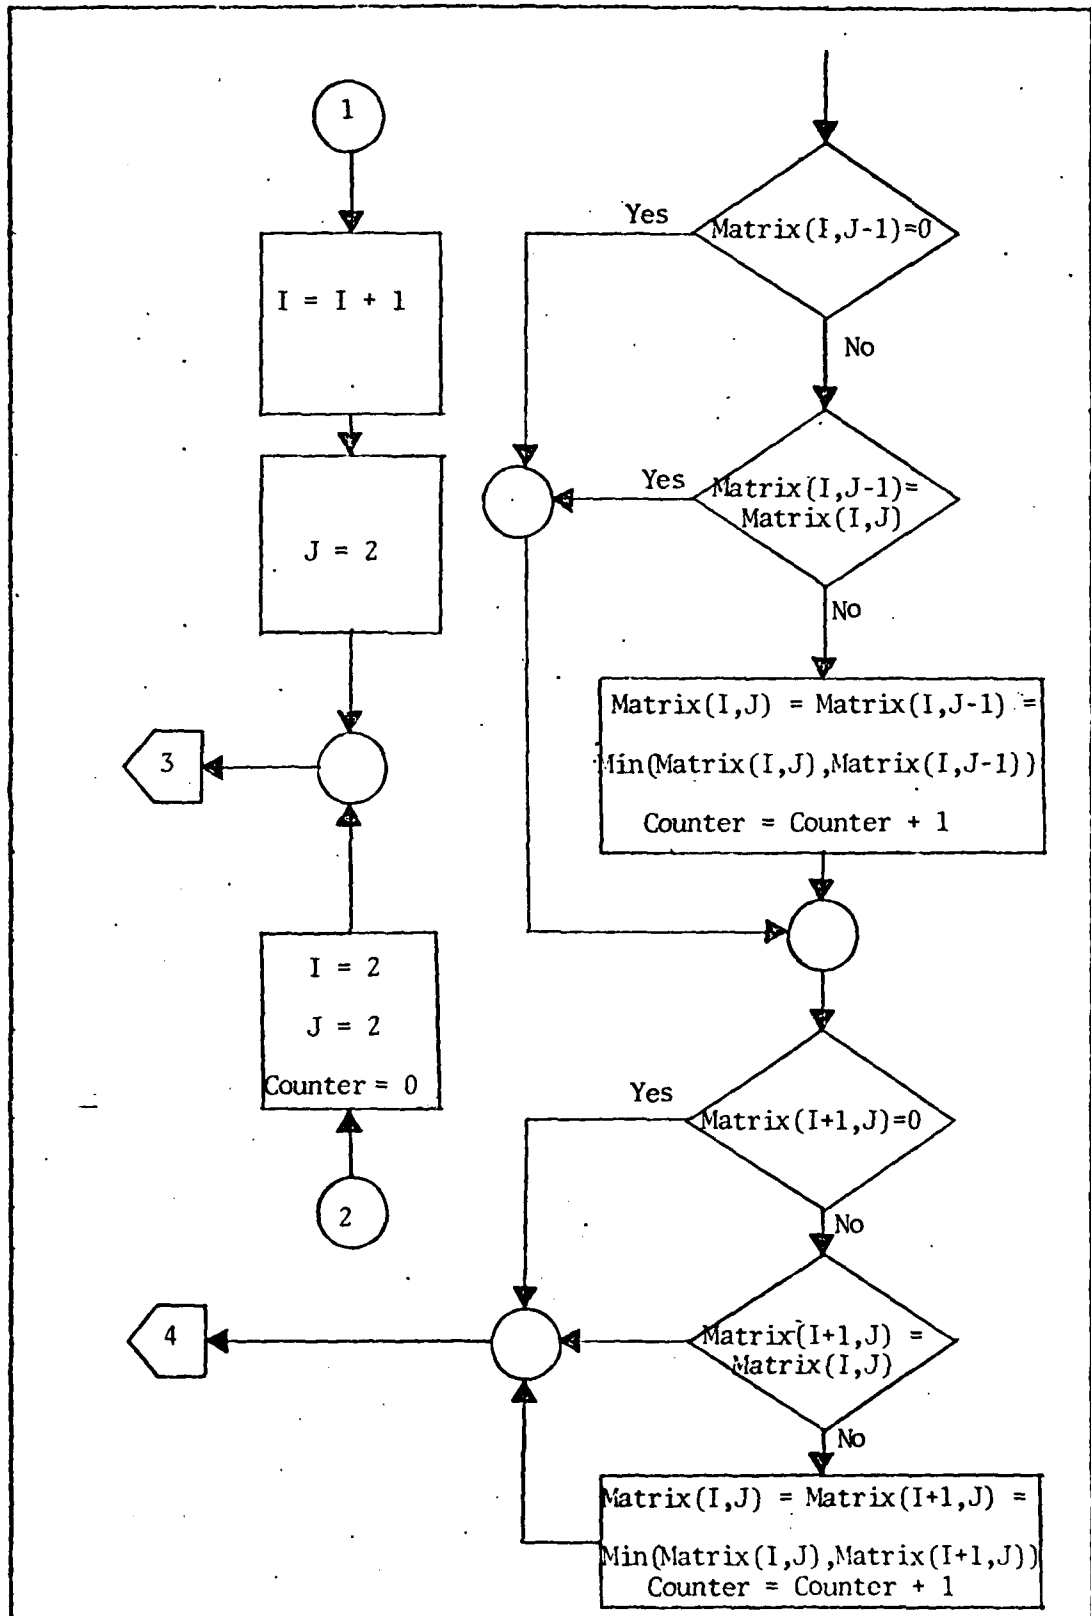 1
I = I + 1
J = 2
3
I = 2
J = 2
Counter = 0
2
4
Matrix(I,J-1)=0
Yes
No
Matrix(I,J-1)=
Matrix(I,J)
Yes
No
Matrix(I,J) = Matrix(I,J-1) =
Min(Matrix(I,J),Matrix(I,J-1))
Counter = Counter + 1
Matrix(I+1,J)=0
Yes
No
Matrix(I+1,J) =
Matrix(I,J)
No
Matrix(I,J) = Matrix(I+1,J) =
Min(Matrix(I,J),Matrix(I+1,J))
Counter = Counter + 1